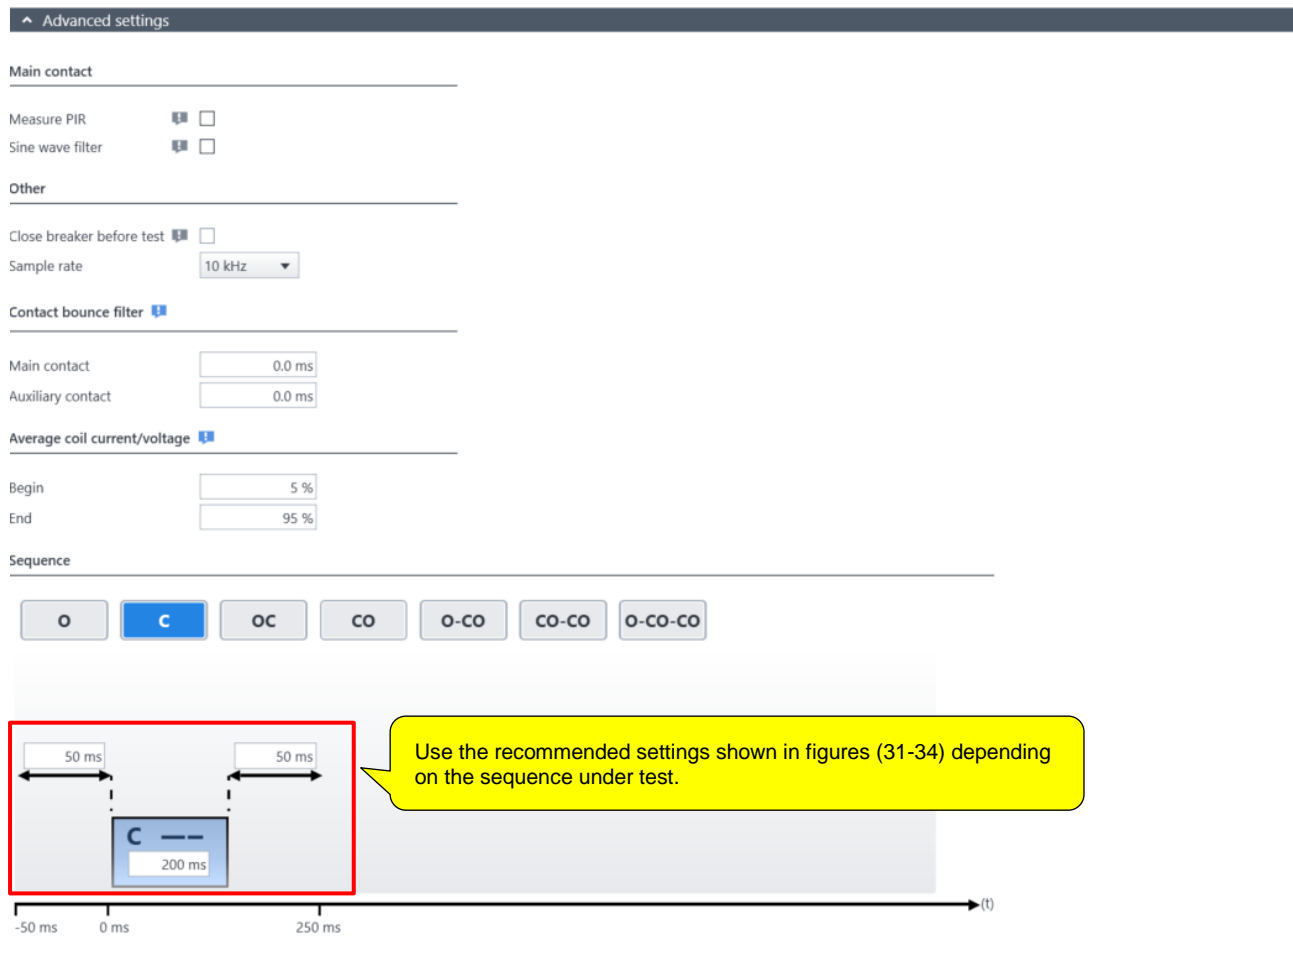 Advanced settings
Main contact
Measure PIR
Sine wave filter
Other
Close breaker before test
Sample rate 10 kHz
Contact bounce filter
Main contact 0.0 ms
Auxiliary contact 0.0 ms
Average coil current/voltage
Begin 5 %
End 95 %
Sequence
O C OC CO O-CO CO-CO O-CO-CO
50 ms 50 ms
Use the recommended settings shown in figures (31-34) depending
on the sequence under test.
C
200 ms
(t)
-50 ms 0 ms 250 ms